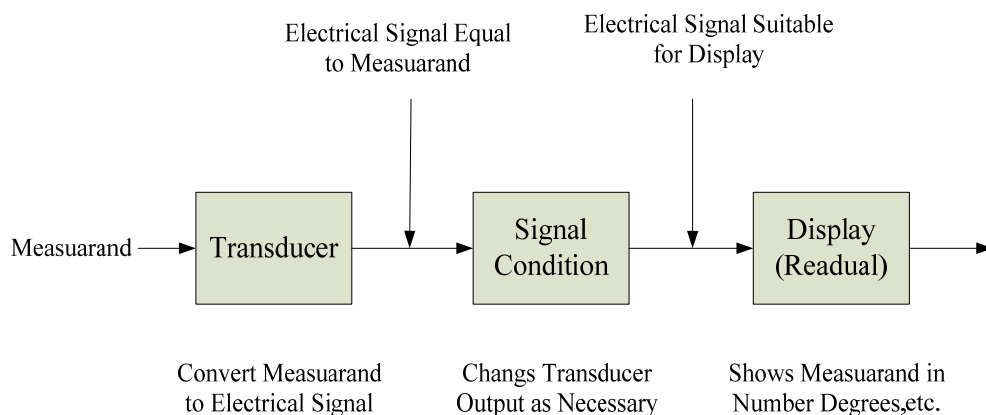 Electrical Signal Equal
to Measuarand
Electrical Signal Suitable
for Display
Measuarand
Transducer
Signal
Condition
Display
(Readual)
Convert Measuarand
to Electrical Signal
Changs Transducer
Output as Necessary
Shows Measuarand in
Number Degrees,etc.